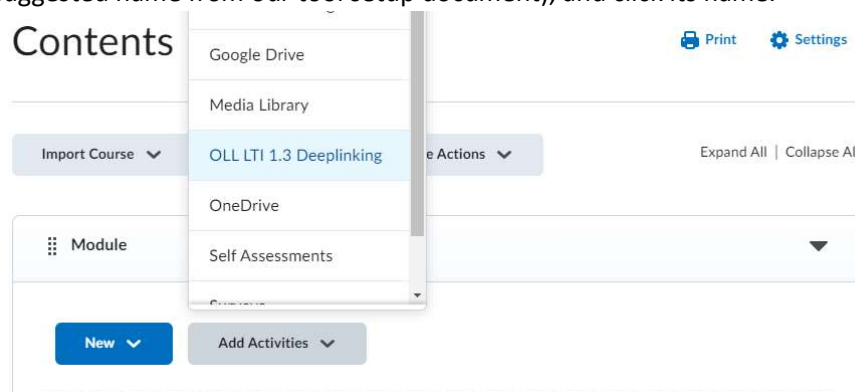 suggested name from our tool setup document), and click its name.
Contents
Print
Settings
Google Drive
Media Library
Import Course
OLL LTI 1.3 Deeplinking
e Actions
Expand All | Collapse Al
OneDrive
Module
Self Assessments
Surveys
New
Add Activities